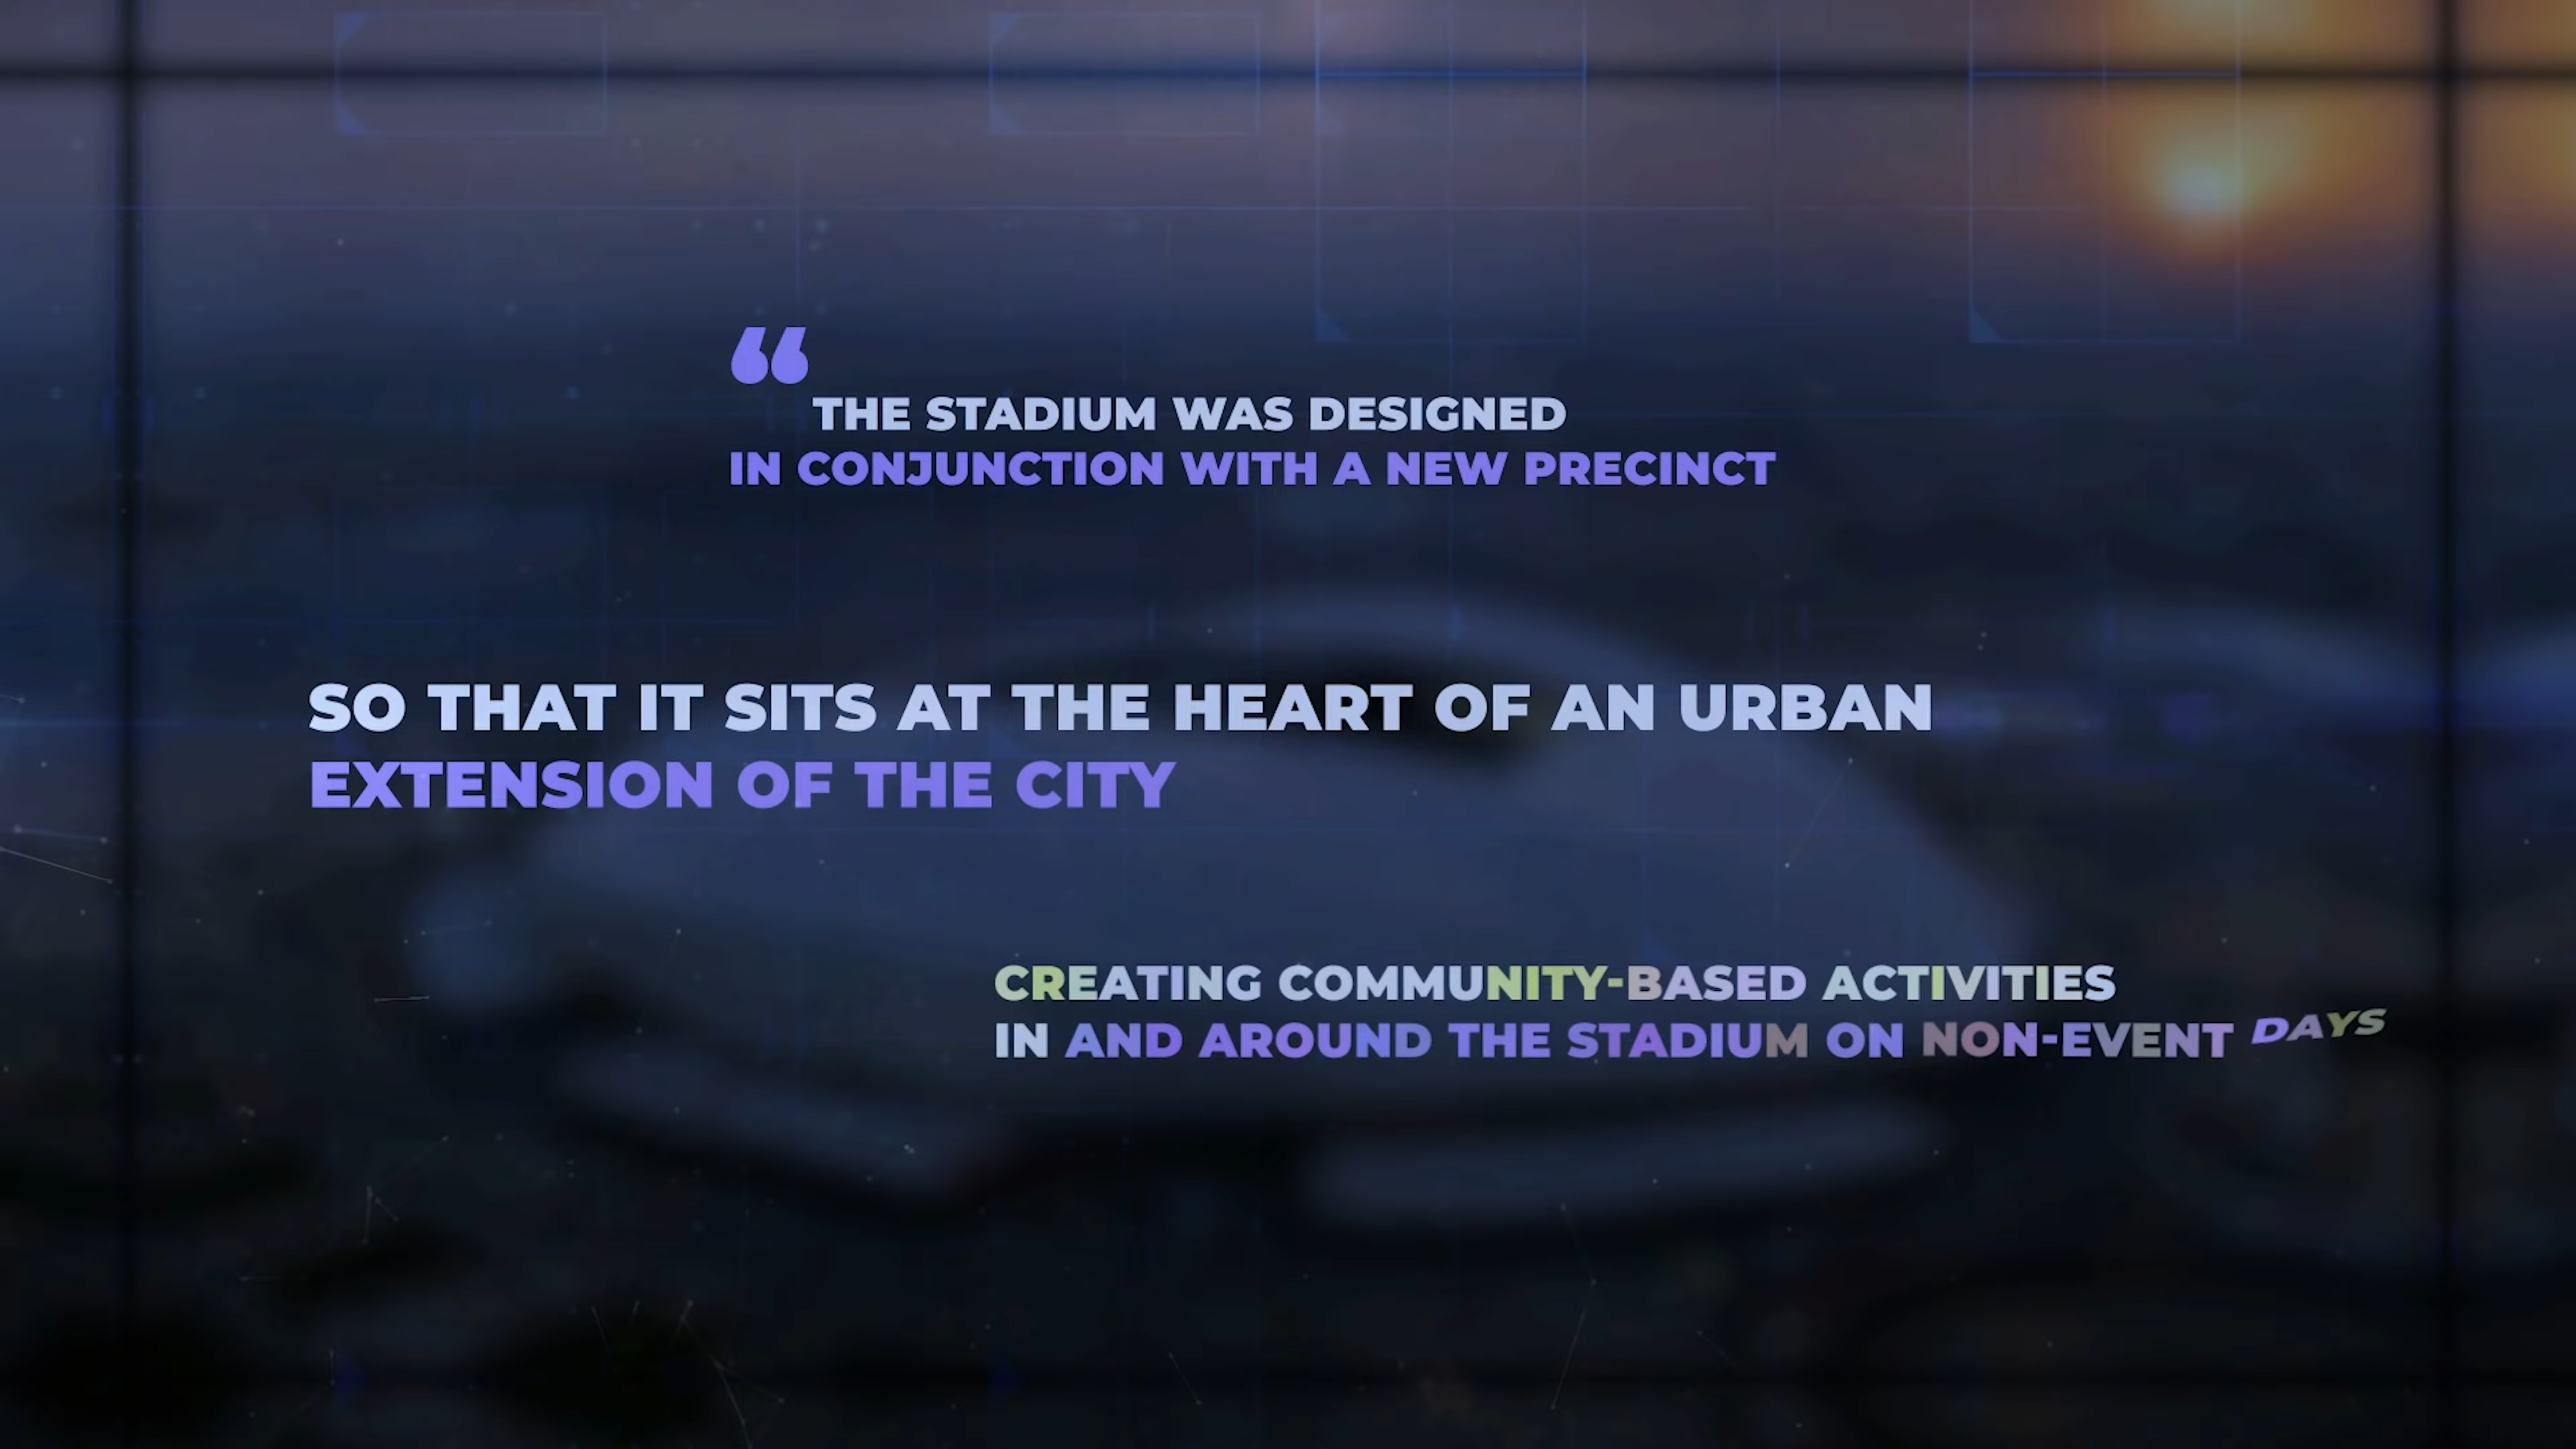 “
THE STADIUM WAS DESIGNED
IN CONJUNCTION WITH A NEW PRECINCT
SO THAT IT SITS AT THE HEART OF AN URBAN
EXTENSION OF THE CITY
CREATING COMMUNITY-BASED ACTIVITIES
IN AND AROUND THE STADIUM ON NON-EVENT DAYS